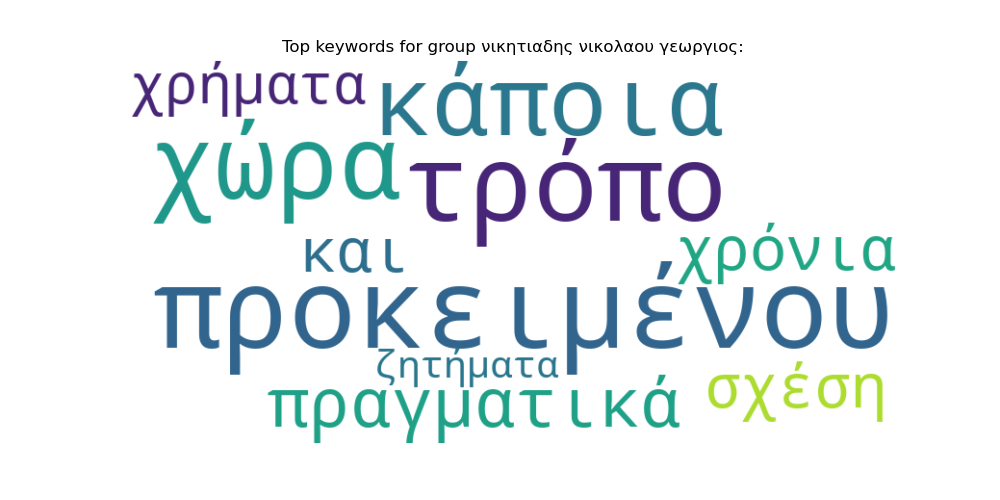 Top keywords for group νικητιαδης νικολαου γεωργιος:
χρήματα κάποια
χώρα τρόπο
και χρόνια
προκειμένου
ζητήματα
πραγματικά σχέση